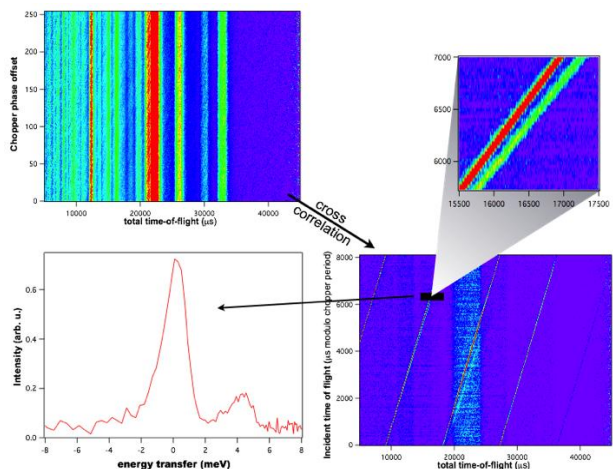 250
200
150
100
50
0
Chopper phase offset
10000 20000 30000 40000
total time-of-flight (µs)
7000
6500
6000
15500 16000 16500 17000 17500
cross
correlation
0.6
0.4
0.2
0.0
Intensity (arb. u.)
-8 -6 -4 -2 0 2 4 6 8
energy transfer (meV)
8000
6000
4000
2000
0
Incident time of flight (µs modulo chopper period)
10000 20000 30000 40000
total time-of-flight (µs)